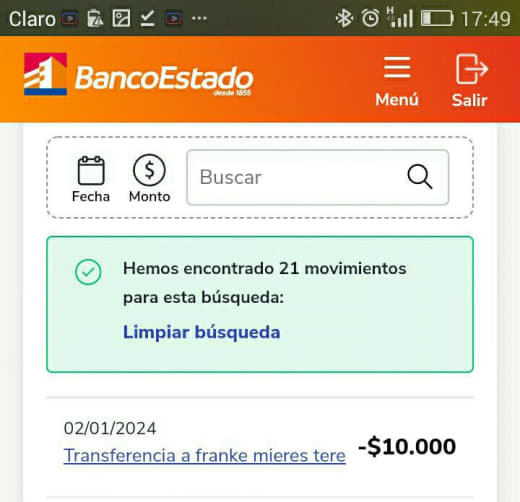 Claro 17:49
BancoEstado
desde 1855
Menú Salir
Fecha Monto Buscar
Hemos encontrado 21 movimientos
para esta búsqueda:
Limpiar búsqueda
02/01/2024
Transferencia a franke mieres tere -$10.000